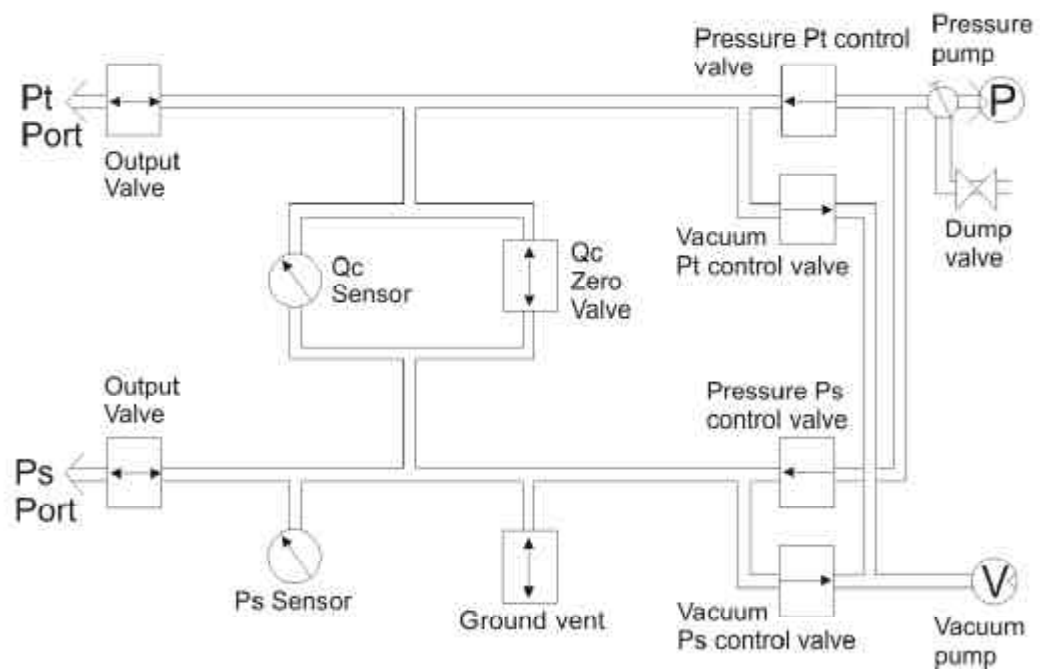 Pressure
pump
Pressure Pt control
valve
P
Pt
Port
Output
Valve
Vacuum
Pt control valve
Dump
valve
Qc
Sensor
Qc
Zero
Valve
Output
Valve
Pressure Ps
control valve
Ps
Port
Ps Sensor
Ground vent
Vacuum
Ps control valve
V
Vacuum
pump